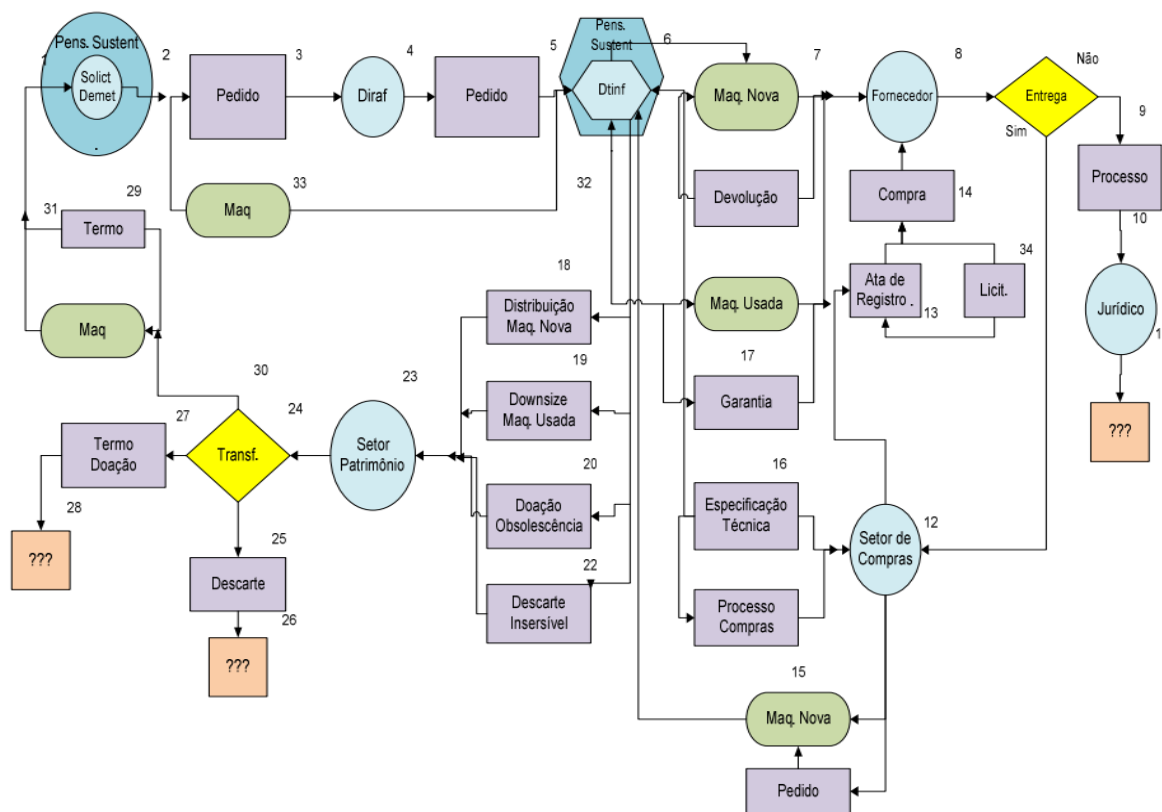 Pens. Sustent
1
Solict
Demet
.
2
Pedido
3
Diraf
4
Pedido
5
Pens.
Sustent
Dtinf
6
Maq. Nova
7
Fornecedor
8
Entrega
Não
Sim
9
Processo
10
Jurídico
1
???
Devolução
Compra
14
Ata de
Registro .
13
Licit.
34
Maq
33
32
31
29
Termo
Maq
30
18
Distribuição
Maq. Nova
19
Downsize
Maq. Usada
20
Doação
Obsolescência
22
Descarte
Insersível
Maq. Usada
17
Garantia
16
Especificação
Técnica
Processo
Compras
12
Setor de
Compras
15
Maq. Nova
Pedido
23
Setor
Patrimônio
24
Transf.
27
Termo
Doação
28
???
25
Descarte
26
???